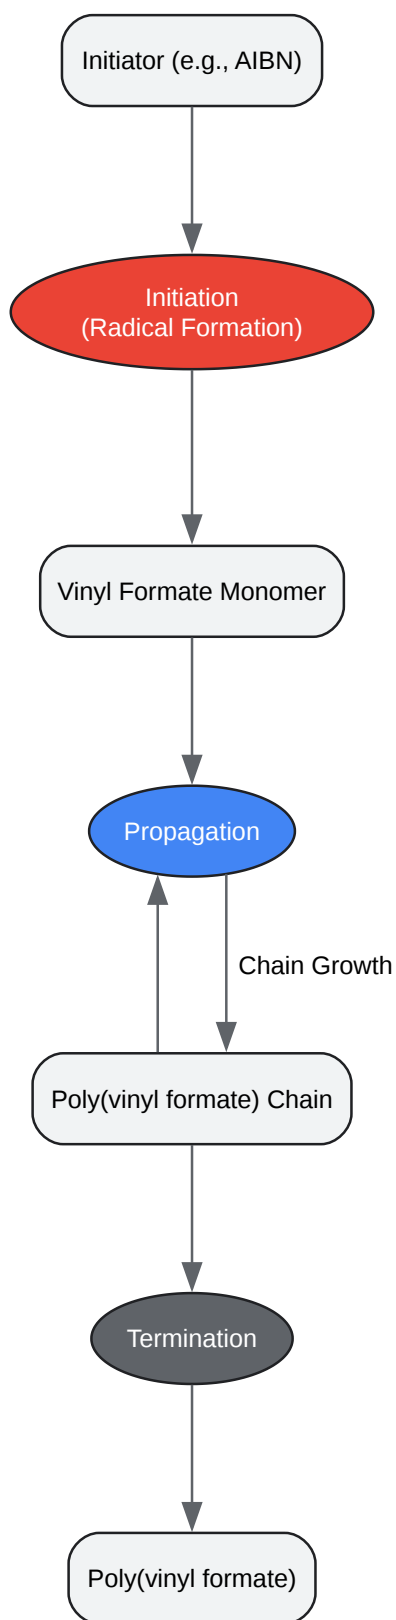 Initiator (e.g., AIBN)
Initiation
(Radical Formation)
Vinyl Formate Monomer
Propagation
Chain Growth
Poly(vinyl formate) Chain
Termination
Poly(vinyl formate)